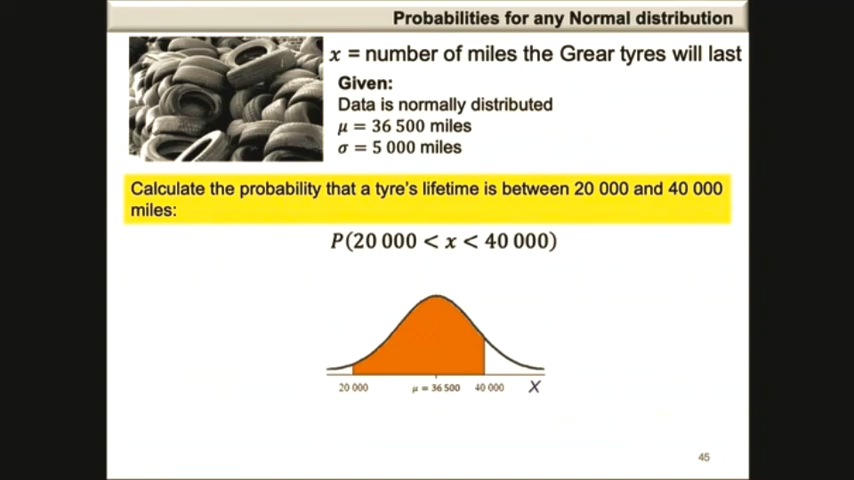 Probabilities for any Normal distribution
x = number of miles the Grear tyres will last
Given:
Data is normally distributed
μ = 36 500 miles
σ = 5 000 miles
Calculate the probability that a tyre's lifetime is between 20 000 and 40 000
miles:
P(20 000 < x < 40 000)
20 000 μ = 36 500 40 000 X
45